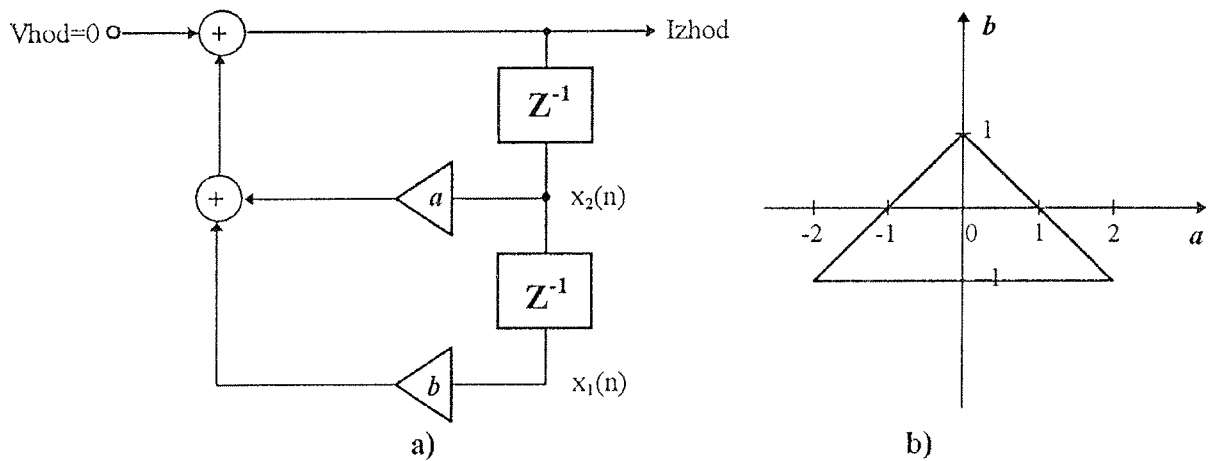 Vhod=0
+
Izhod
Z⁻¹
+
a
x₂(n)
Z⁻¹
b
x₁(n)
a)
b
1
-2
-1
0
1
2
a
-1
b)